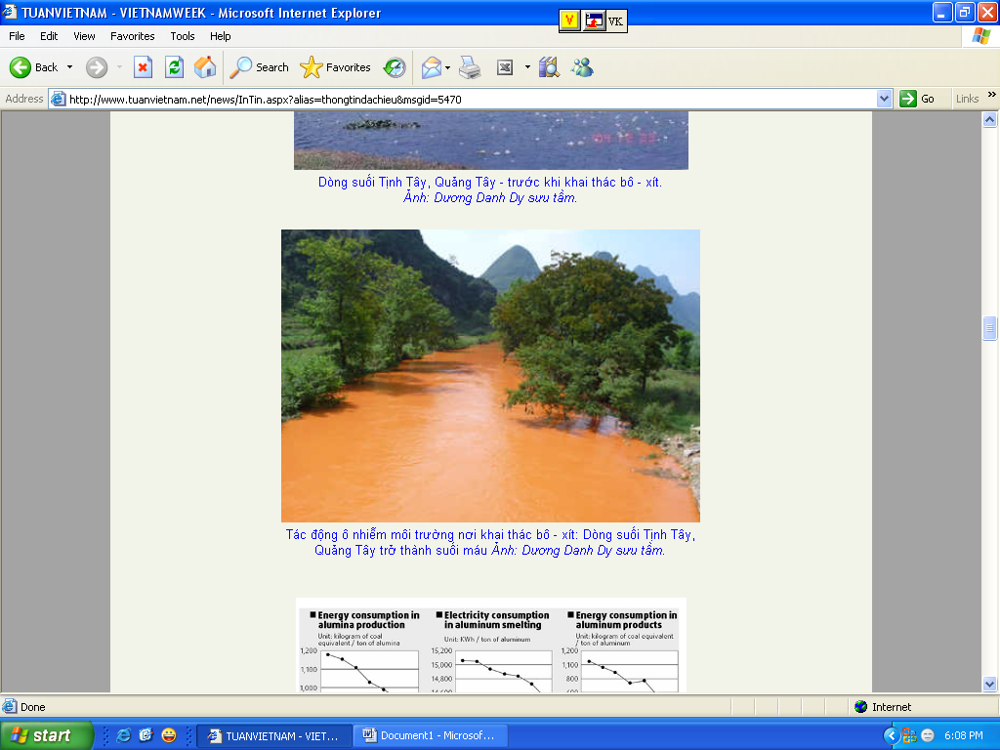 TUANVIETNAM - VIETNAMWEEK - Microsoft Internet Explorer
V VK
File Edit View Favorites Tools Help
Back Search Favorites
Address http://www.tuanvietnam.net/news/InTin.aspx?alias=thongtindachieu&msgid=5470 Go Links »
Dòng suối Tịnh Tây, Quảng Tây - trước khi khai thác bô - xít.
Ảnh: Dương Danh Dy sưu tầm.
Tác động ô nhiễm môi trường nơi khai thác bô - xít: Dòng suối Tịnh Tây,
Quảng Tây trở thành suối máu Ảnh: Dương Danh Dy sưu tầm.
Energy consumption in
alumina production
Unit: kilogram of coal
equivalent / ton of alumina
1,200
1,100
1,000
Electricity consumption
in aluminum smelting
Unit: KWh / ton of aluminum
15,200
15,000
14,800
Energy consumption in
aluminum products
Unit: kilogram of coal equivalent
/ ton of aluminum
1,200
1,100
800
Done Internet
start TUANVIETNAM - VIET... Document1 - Microsof... 6:08 PM